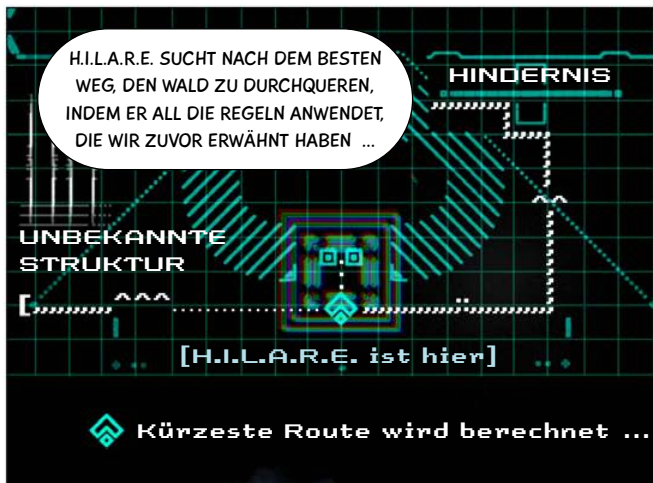 H.I.L.A.R.E. SUCHT NACH DEM BESTEN
WEG, DEN WALD ZU DURCHQUEREN,
INDEM ER ALL DIE REGELN ANWENDET,
DIE WIR ZUVOR ERWÄHNT HABEN ...
HINDERNIS
UNBEKANNTE
STRUKTUR
[H.I.L.A.R.E. ist hier]
Kürzeste Route wird berechnet ...